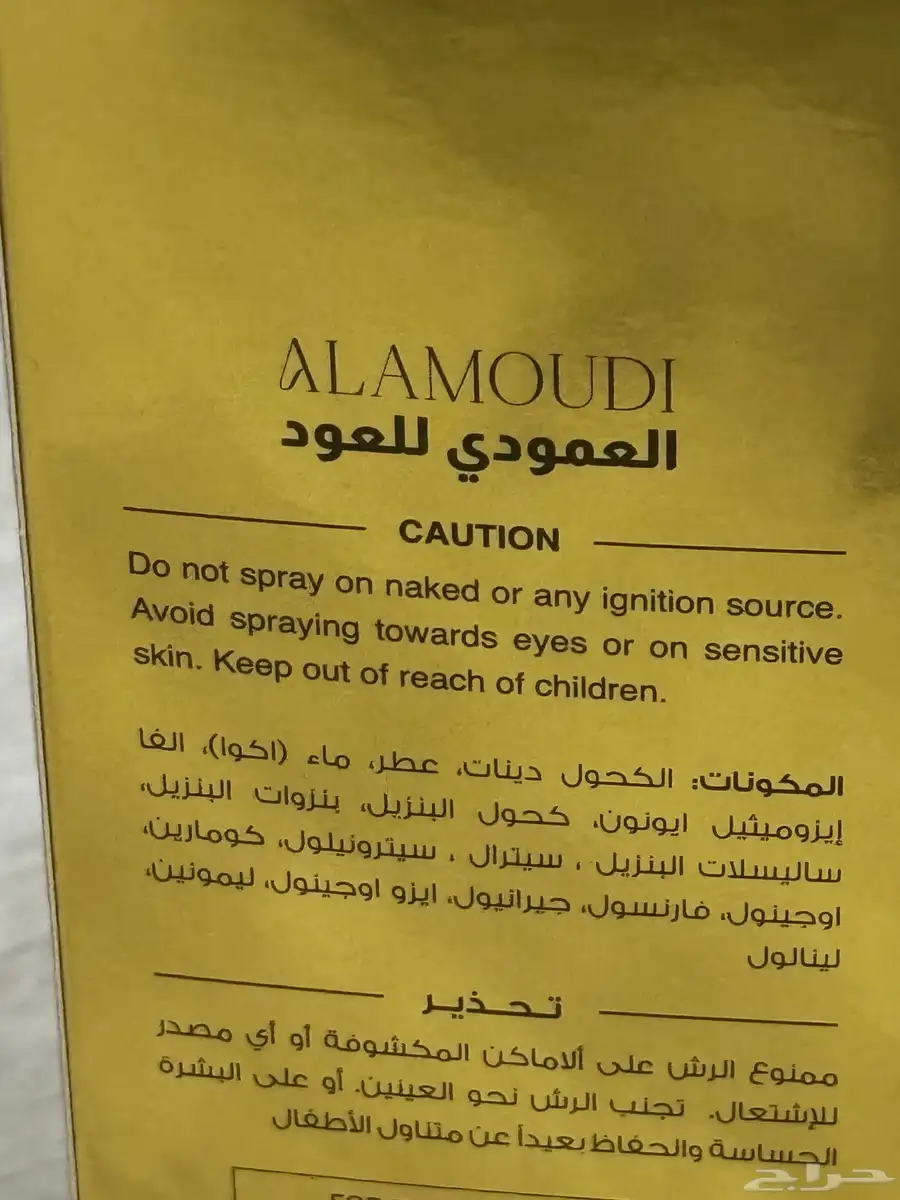 ALAMOUDI
العمودي للعود
CAUTION
Do not spray on naked or any ignition source.
Avoid spraying towards eyes or on sensitive
skin. Keep out of reach of children.
المكونات: الكحول دينات، عطر، ماء (اكوا)، الفا
إيزوميثيل ايونون، كحول البنزيل، بنزوات البنزيل،
ساليسلات البنزيل ، سيترال ، سيترونيلول، كومارين،
اوجينول، فارنسول، جيرانيول، ايزو اوجينول، ليمونين،
لينالول
تحذير
ممنوع الرش على ألاماكن المكشوفة أو أي مصدر
للإشتعال. تجنب الرش نحو العينين. أو على البشرة
الحساسة والحفاظ بعيداً عن متناول الأطفال
حراج